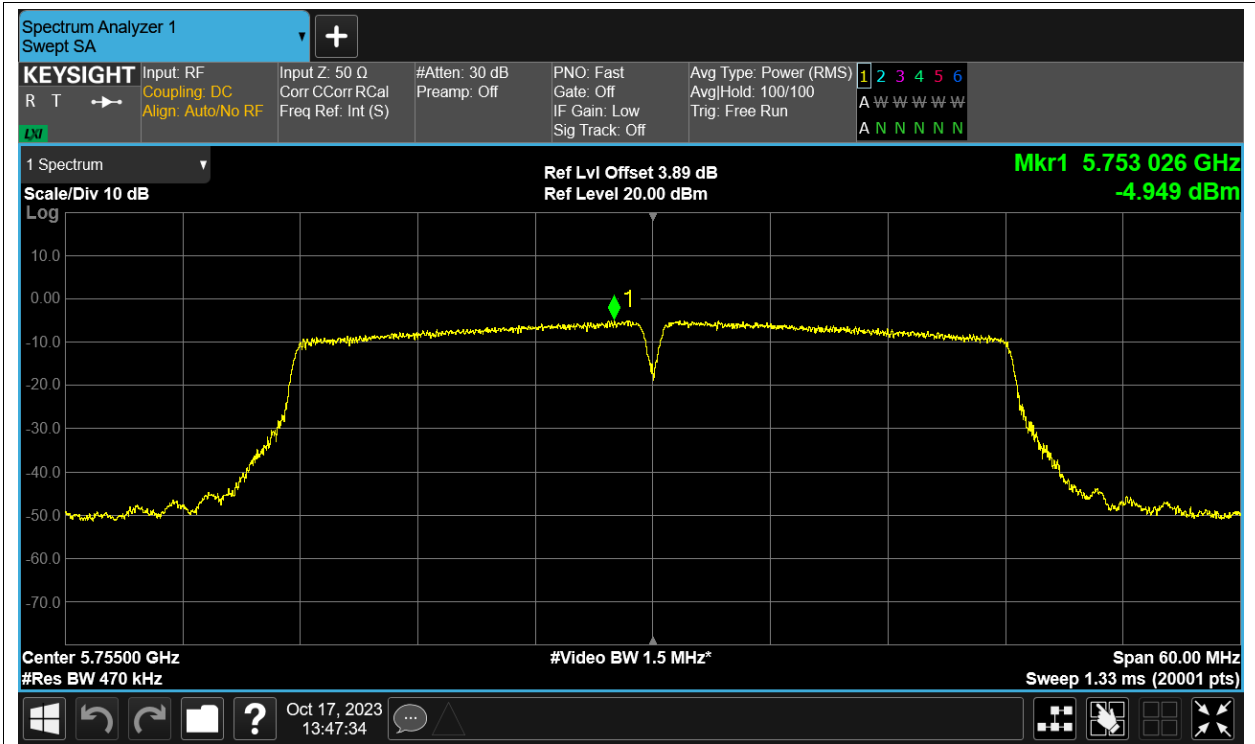 Spectrum Analyzer 1
Swept SA
+
KEYSIGHT
R T
LXI
Input: RF
Coupling: DC
Align: Auto/No RF
Input Z: 50 Ω
Corr CCorr RCal
Freq Ref: Int (S)
#Atten: 30 dB
Preamp: Off
PNO: Fast
Gate: Off
IF Gain: Low
Sig Track: Off
Avg Type: Power (RMS)
Avg|Hold: 100/100
Trig: Free Run
1 2 3 4 5 6
A W W W W W
A N N N N N
1 Spectrum
Scale/Div 10 dB
Ref Lvl Offset 3.89 dB
Ref Level 20.00 dBm
Mkr1 5.753 026 GHz
-4.949 dBm
Log
10.0
0.00
1
-10.0
-20.0
-30.0
-40.0
-50.0
-60.0
-70.0
Center 5.75500 GHz
#Res BW 470 kHz
#Video BW 1.5 MHz*
Span 60.00 MHz
Sweep 1.33 ms (20001 pts)
?
Oct 17, 2023
13:47:34